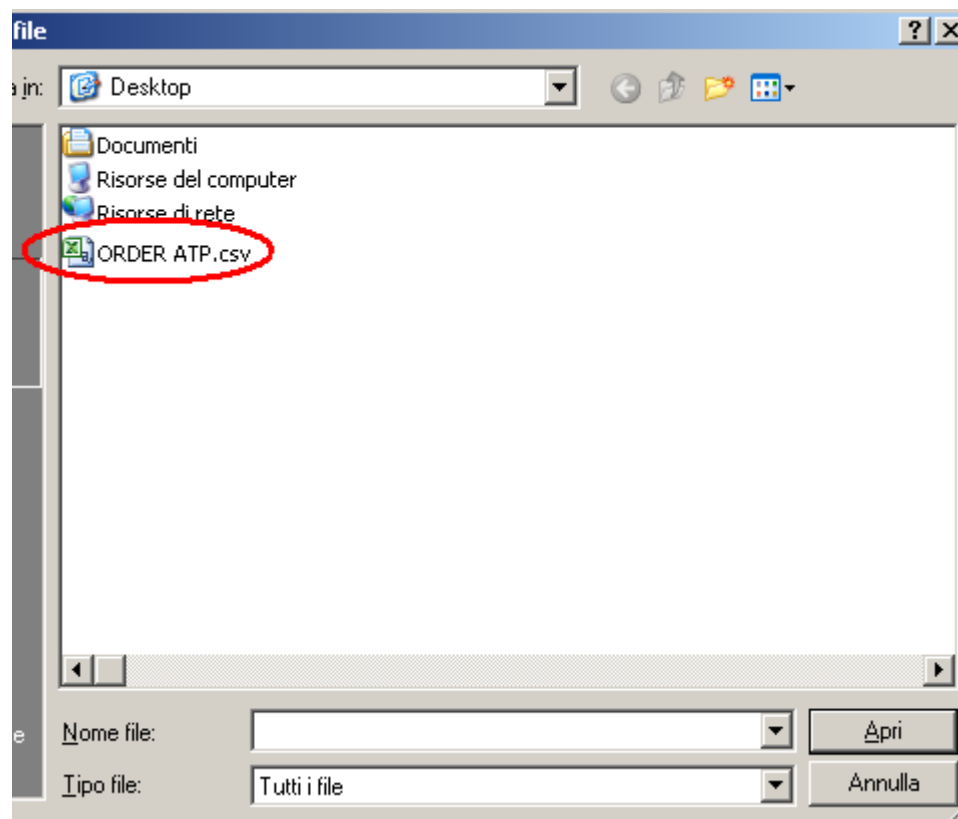 file
a in:
Desktop
Documenti
Risorse del computer
Risorse di rete
ORDER ATP.csv
e
Nome file:
Apri
Tipo file:
Tutti i file
Annulla